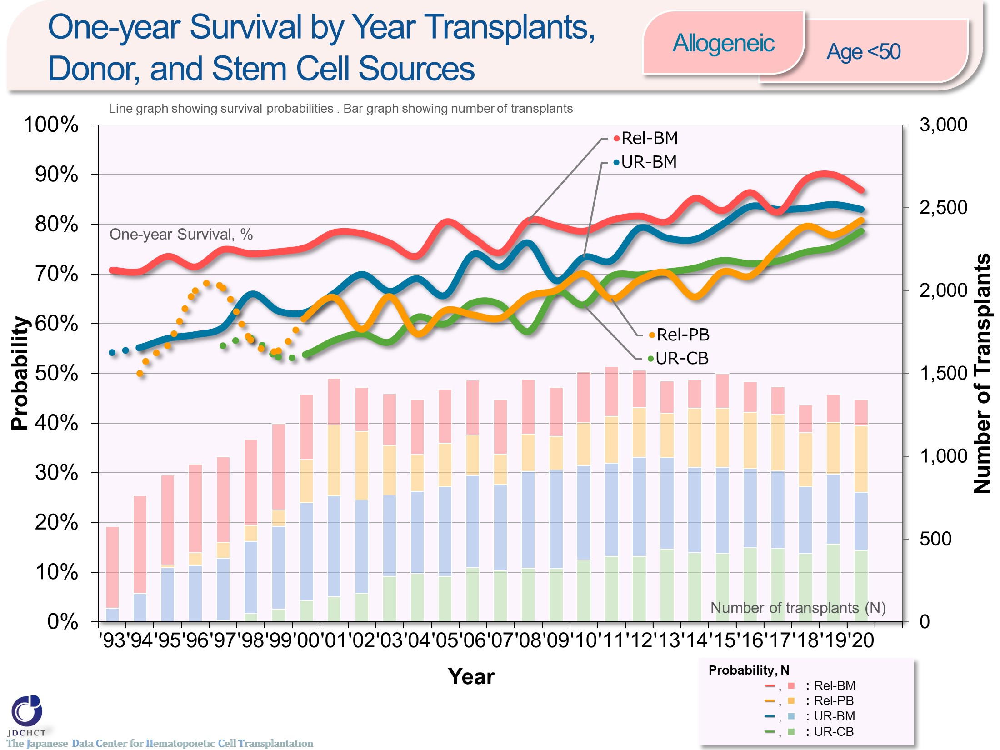 One-year Survival by Year Transplants,
Donor, and Stem Cell Sources
Allogeneic
Age <50
Line graph showing survival probabilities . Bar graph showing number of transplants
100%
90%
80%
70%
60%
50%
40%
30%
20%
10%
0%
Probability
One-year Survival, %
Rel-BM
UR-BM
Rel-PB
UR-CB
3,000
2,500
2,000
1,500
1,000
500
0
Number of Transplants
Number of transplants (N)
'93 '94 '95 '96 '97 '98 '99 '00 '01 '02 '03 '04 '05 '06 '07 '08 '09 '10 '11 '12 '13 '14 '15 '16 '17 '18 '19 '20
Year
Probability, N
, : Rel-BM
, : Rel-PB
, : UR-BM
, : UR-CB
JDCHCT
The Japanese Data Center for Hematopoietic Cell Transplantation